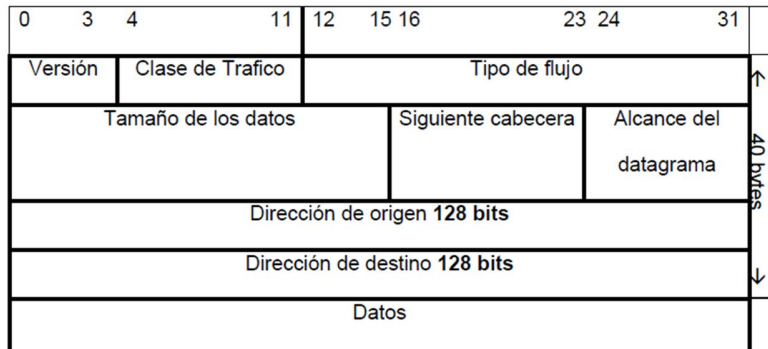 0 3 4 11 12 15 16 23 24 31
Versión Clase de Trafico Tipo de flujo
Tamaño de los datos Siguiente cabecera Alcance del
datagrama
Dirección de origen 128 bits
Dirección de destino 128 bits
Datos
40 bytes